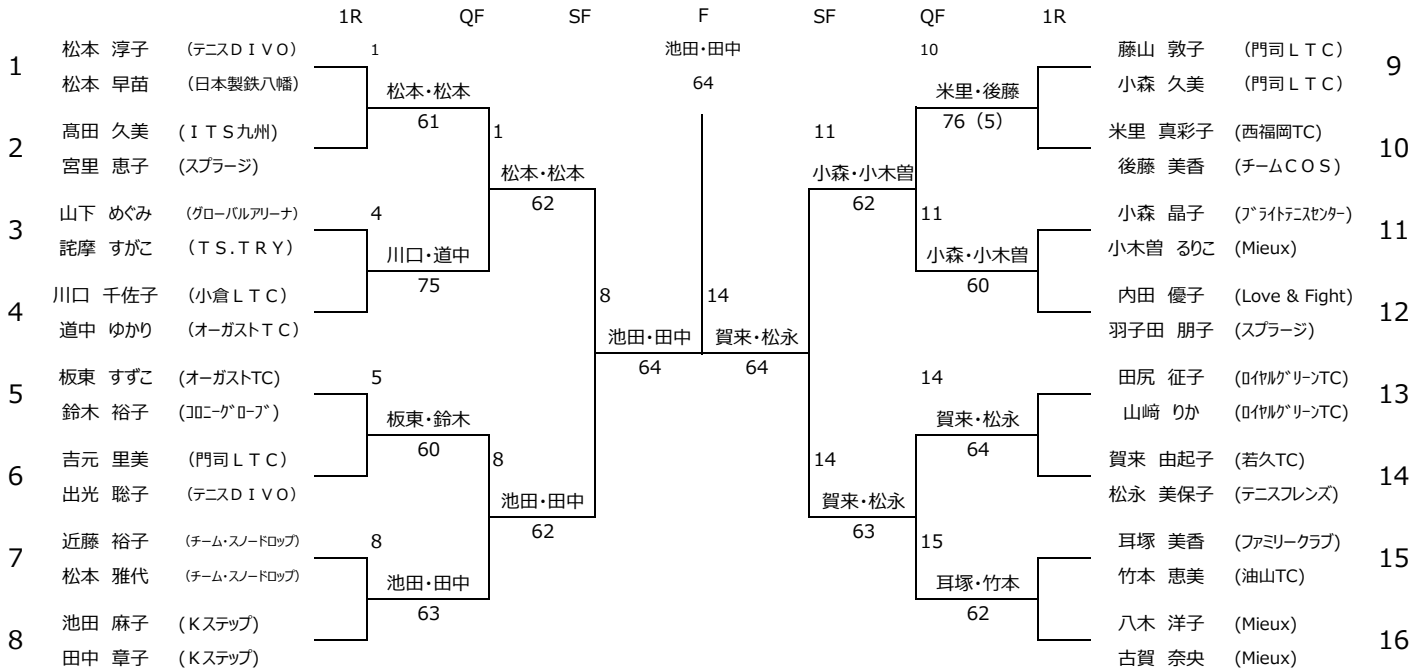 1R QF SF F SF QF 1R
松本 淳子 (テニスDIVO) 1 池田・田中 10 藤山 敦子 (門司LTC)
1 9
松本 早苗 (日本製鉄八幡) 松本・松本 64 米里・後藤 小森 久美 (門司LTC)
61 76 (5)
髙田 久美 (ITS九州) 1 11 米里 真彩子 (西福岡TC)
2 10
宮里 恵子 (スプラージ) 松本・松本 小森・小木曽 後藤 美香 (チームCOS)
62 62
山下 めぐみ (グローバルアリーナ) 4 11 小森 晶子 (ブライトテニスセンター)
3 11
詫摩 すがこ (TS.TRY) 川口・道中 小森・小木曽 小木曽 るりこ (Mieux)
75 60
川口 千佐子 (小倉LTC) 8 14 内田 優子 (Love & Fight)
4 12
道中 ゆかり (オーガストTC) 池田・田中 賀来・松永 羽子田 朋子 (スプラージ)
64 64
板東 すずこ (オーガストTC) 5 14 田尻 征子 (ロイヤルグリーンTC)
5 13
鈴木 裕子 (コロニーグローブ) 板東・鈴木 賀来・松永 山﨑 りか (ロイヤルグリーンTC)
60 64
吉元 里美 (門司LTC) 8 14 賀来 由起子 (若久TC)
6 14
出光 聡子 (テニスDIVO) 池田・田中 賀来・松永 松永 美保子 (テニスフレンズ)
62 63
近藤 裕子 (チーム・スノードロップ) 8 15 耳塚 美香 (ファミリークラブ)
7 15
松本 雅代 (チーム・スノードロップ) 池田・田中 耳塚・竹本 竹本 恵美 (油山TC)
63 62
池田 麻子 (Kステップ) 八木 洋子 (Mieux)
8 16
田中 章子 (Kステップ) 古賀 奈央 (Mieux)